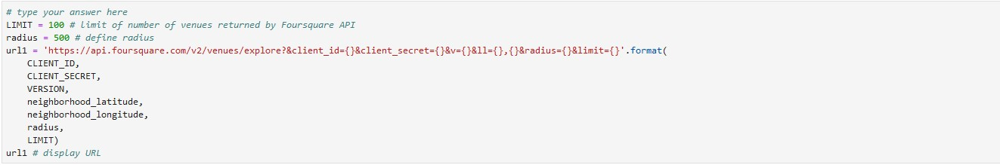 # type your answer here
LIMIT = 100 # limit of number of venues returned by Foursquare API
radius = 500 # define radius
url1 = 'https://api.foursquare.com/v2/venues/explore?&client_id={}&client_secret={}&v={}&ll={},{}&radius={}&limit={}'.format(
    CLIENT_ID,
    CLIENT_SECRET,
    VERSION,
    neighborhood_latitude,
    neighborhood_longitude,
    radius,
    LIMIT)
url1 # display URL